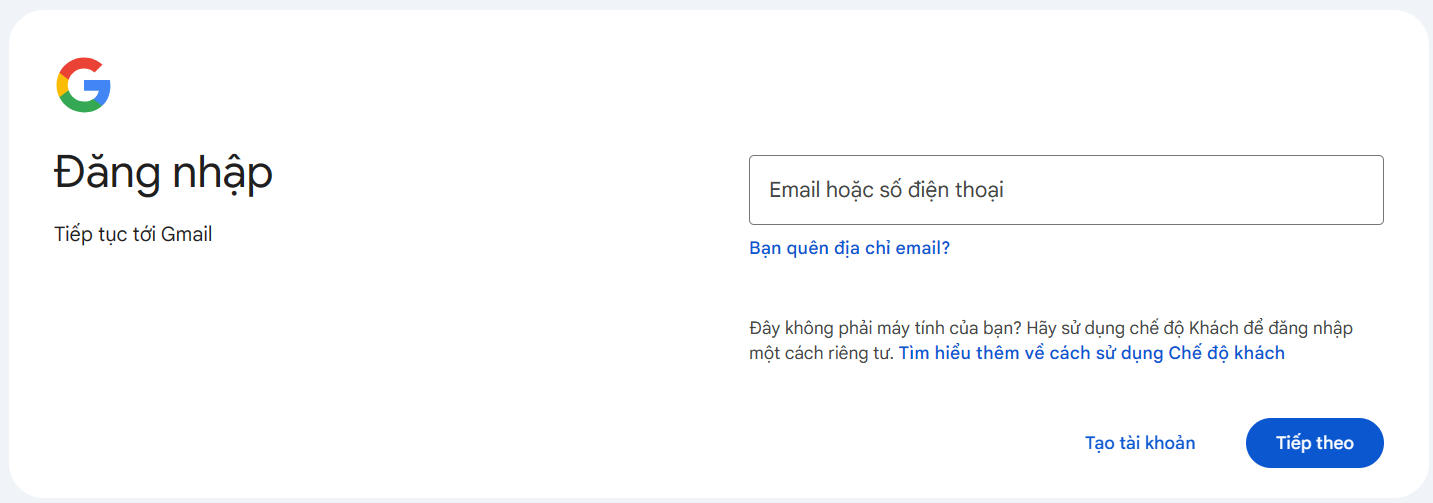 Đăng nhập
Tiếp tục tới Gmail
Email hoặc số điện thoại
Bạn quên địa chỉ email?
Đây không phải máy tính của bạn? Hãy sử dụng chế độ Khách để đăng nhập
một cách riêng tư. Tìm hiểu thêm về cách sử dụng Chế độ khách
Tạo tài khoản
Tiếp theo